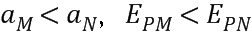 a_M < a_N, E_PM < E_PN